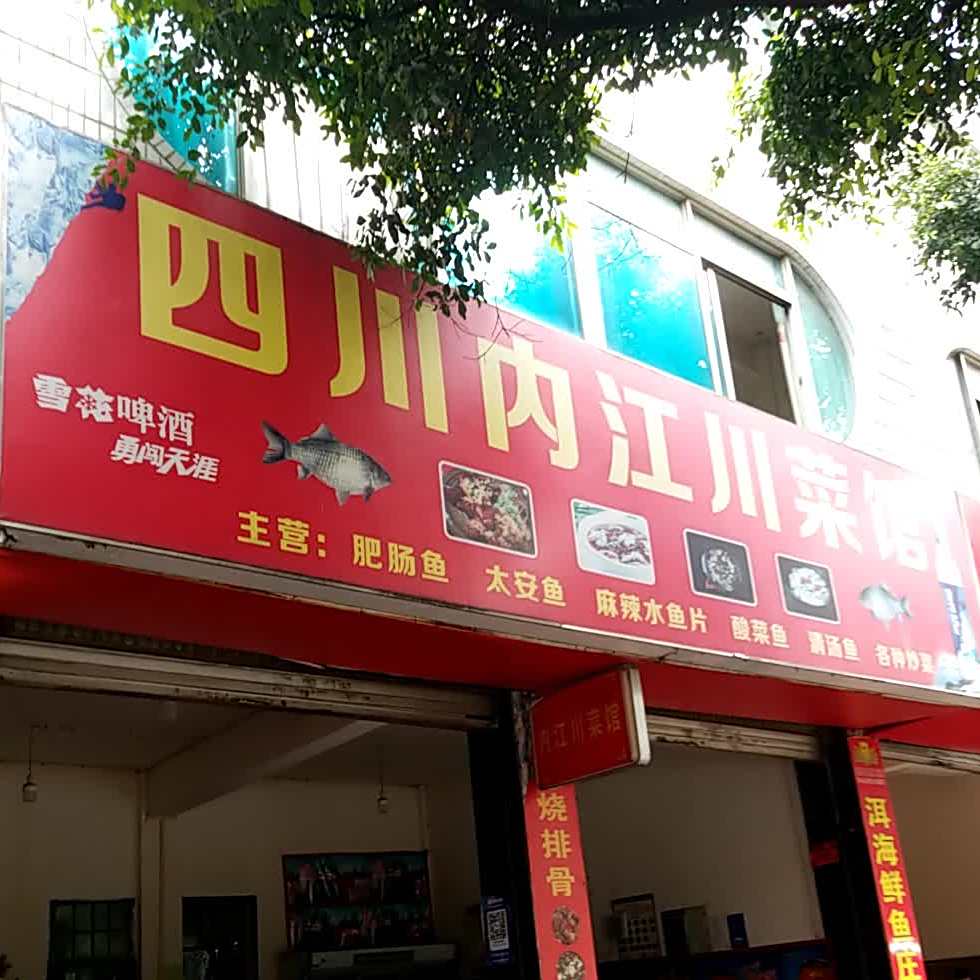 四川内江川菜馆
雪花啤酒
勇闯天涯
主营：肥肠鱼 太安鱼 麻辣水鱼片 酸菜鱼 清汤鱼 各种炒菜
内江川菜馆
烧排骨
洱海鲜鱼庄